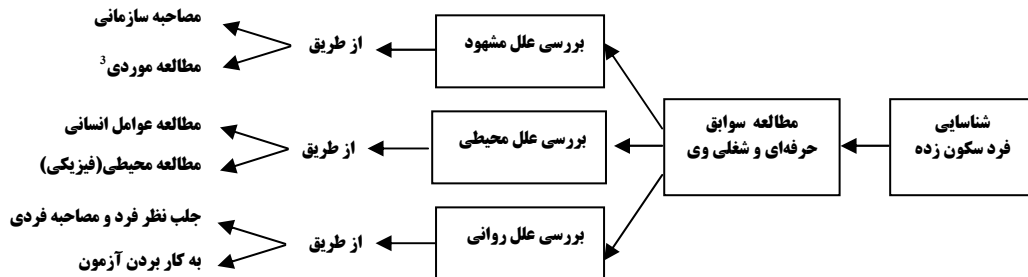 شناسایی
فرد سکون زده
مطالعه سوابق
حرفه‌ای و شغلی وی
بررسی علل مشهود
از طریق
مصاحبه سازمانی
مطالعه موردی³
بررسی علل محیطی
از طریق
مطالعه عوامل انسانی
مطالعه محیطی(فیزیکی)
بررسی علل روانی
از طریق
جلب نظر فرد و مصاحبه فردی
به کار بردن آزمون